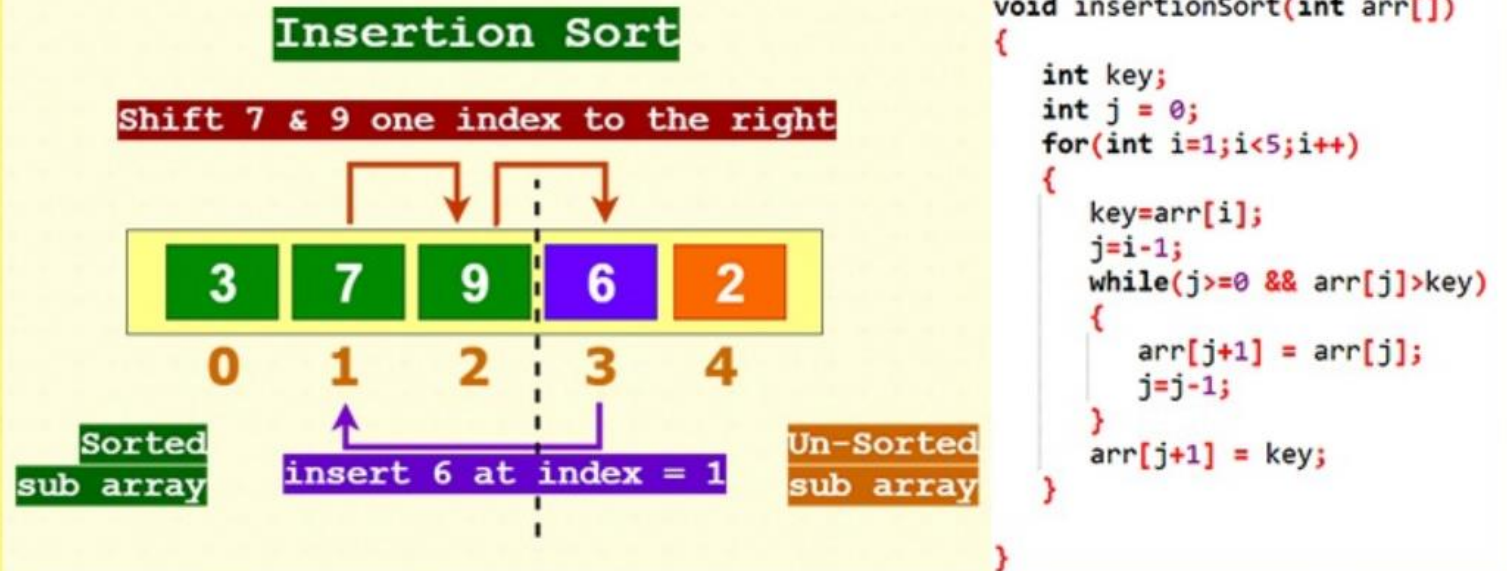 Insertion Sort
Shift 7 & 9 one index to the right
3 7 9 6 2
0 1 2 3 4
Sorted
sub array
insert 6 at index = 1
Un-Sorted
sub array
void insertionSort(int arr[])
{
int key;
int j = 0;
for(int i=1;i<5;i++)
{
key=arr[i];
j=i-1;
while(j>=0 && arr[j]>key)
{
arr[j+1] = arr[j];
j=j-1;
}
arr[j+1] = key;
}
}